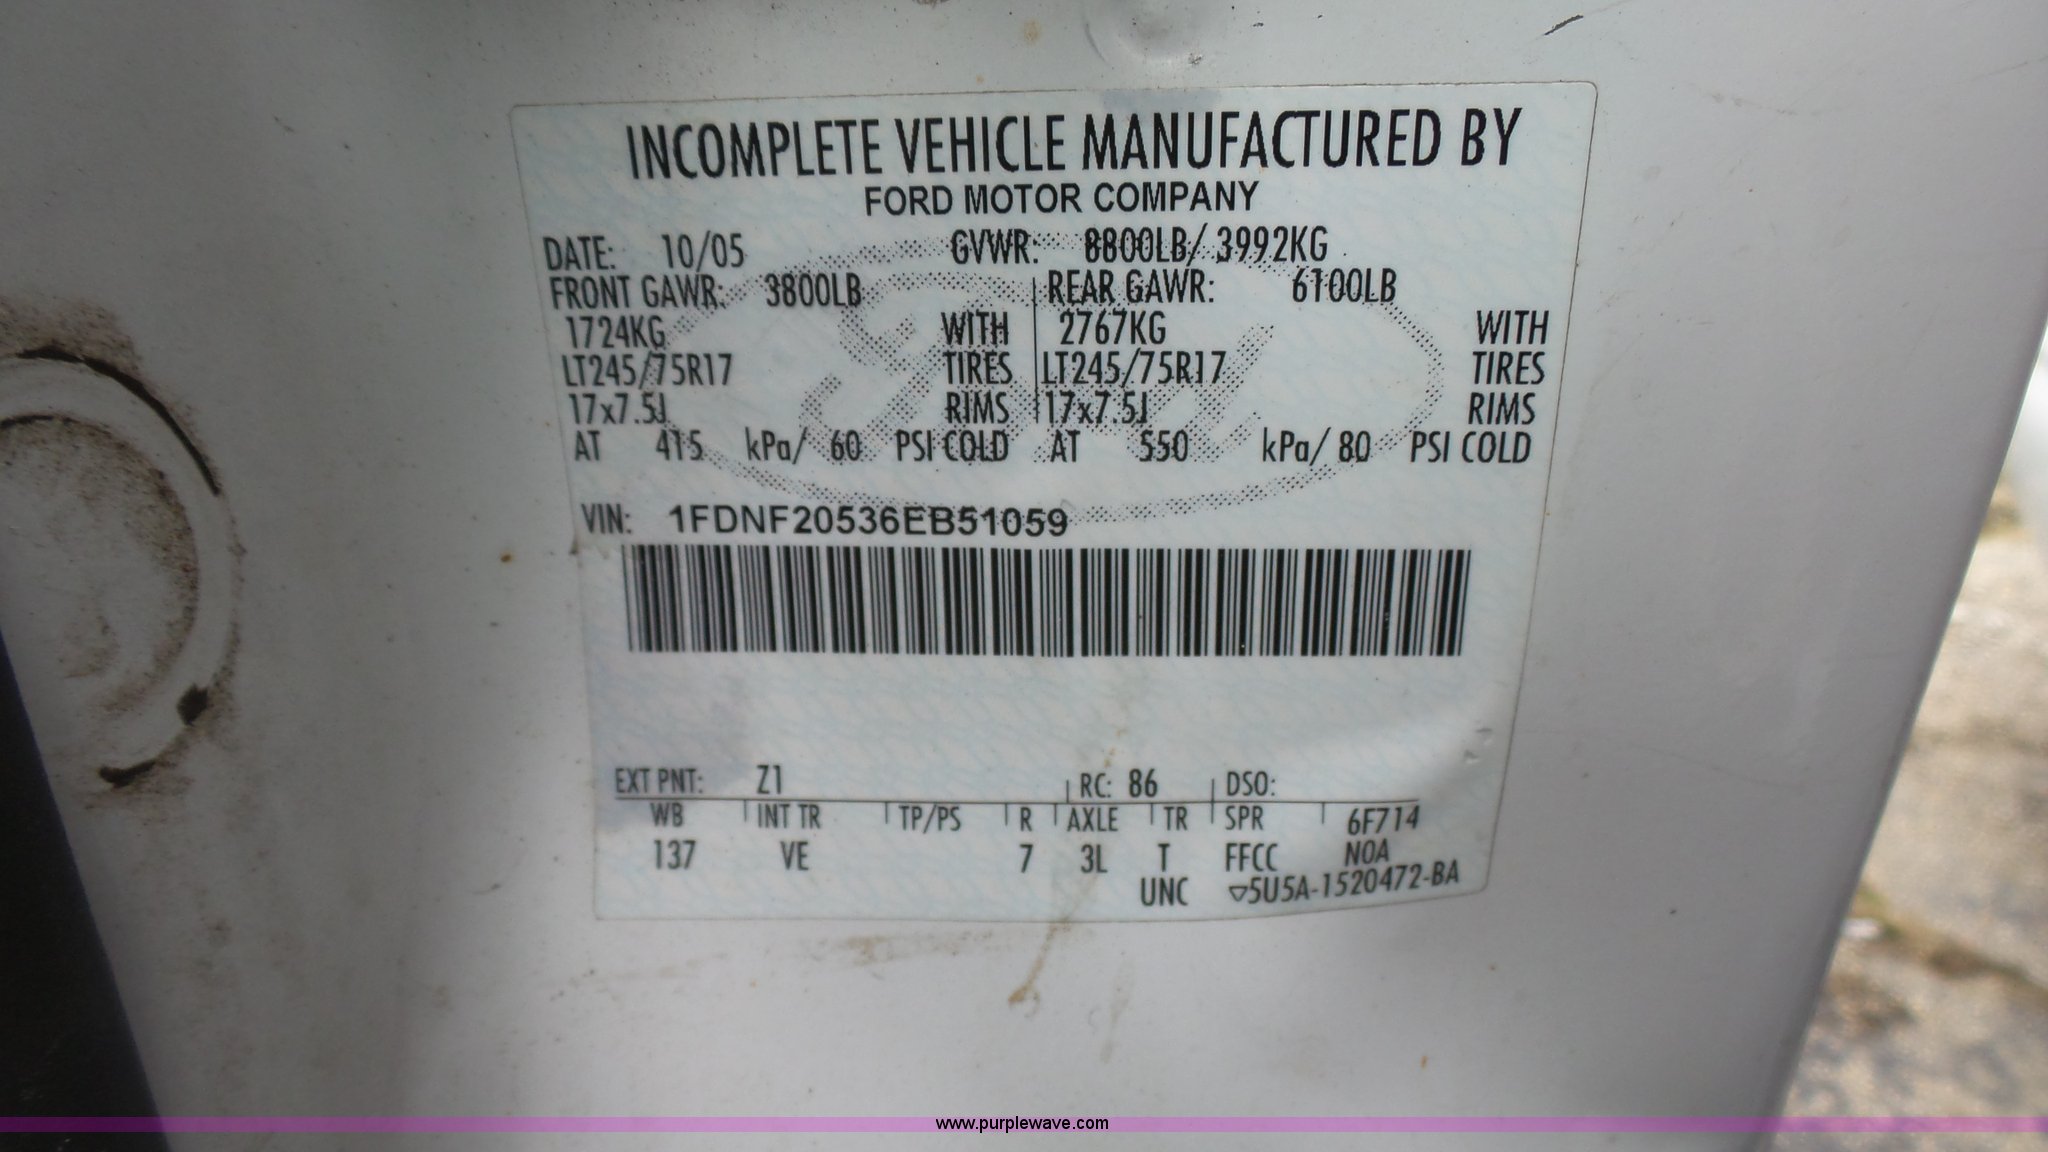 INCOMPLETE VEHICLE MANUFACTURED BY
FORD MOTOR COMPANY
DATE: 10/05 GVWR: 8800LB/ 3992KG
FRONT GAWR: 3800LB REAR GAWR: 6100LB
1724KG WITH 2767KG WITH
LT245/75R17 TIRES LT245/75R17 TIRES
17x7.5J RIMS 17x7.5J RIMS
AT 415 kPa/ 60 PSI COLD AT 550 kPa/ 80 PSI COLD
VIN: 1FDNF20536EB51059
EXT PNT: Z1 RC: 86 DSO:
WB INT TR TP/PS R AXLE TR SPR 6F714
137 VE 7 3L T FFCC NOA
UNC ▽5U5A-1520472-BA
Ford
www.purplewave.com